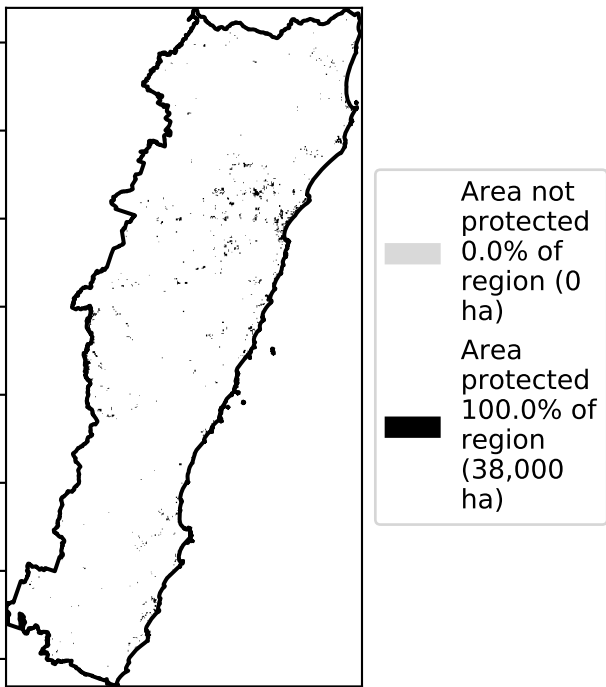 Area not
protected
0.0% of
region (0
ha)
Area
protected
100.0% of
region
(38,000
ha)